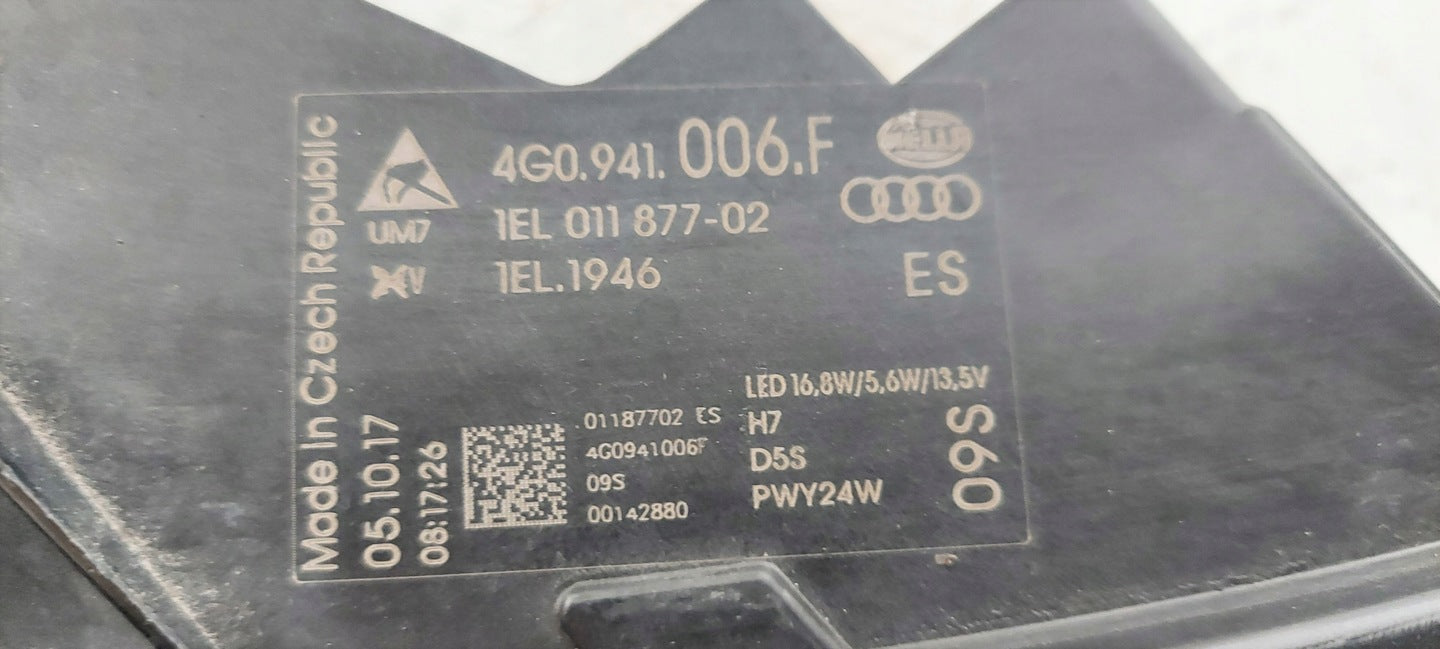 Made in Czech Republic
05.10.17
08:17:26
4G0.941.006.F
HELLA
UM7
1EL 011 877-02
1EL.1946
ES
LED 16,8W/5,6W/13,5V
H7
D5S
PWY24W
09S
01187702 ES
4G0941006F
09S
00142880